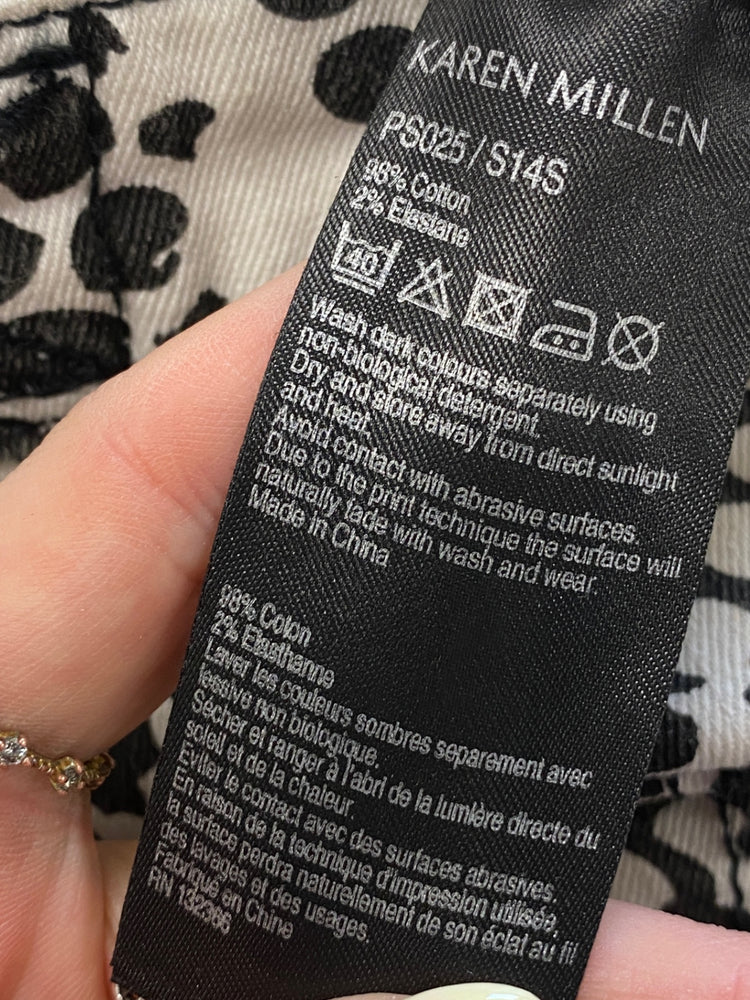 KAREN MILLEN
PS025 / S14S
98% Cotton
2% Elastane
40
Wash dark colours separately using
non-biological detergent.
Dry and store away from direct sunlight
and heat.
Avoid contact with abrasive surfaces.
Due to the print technique the surface will
naturally fade with wash and wear.
Made in China
98% Coton
2% Elasthanne
Laver les couleurs sombres separement avec
lessive non biologique.
Sécher et ranger à l'abri de la lumière directe du
soleil et de la chaleur.
Eviter le contact avec des surfaces abrasives.
En raison de la technique d'impression utilisée,
la surface perdra naturellement de son éclat au fil
des lavages et des usages.
Fabriqué en Chine
RN 132366